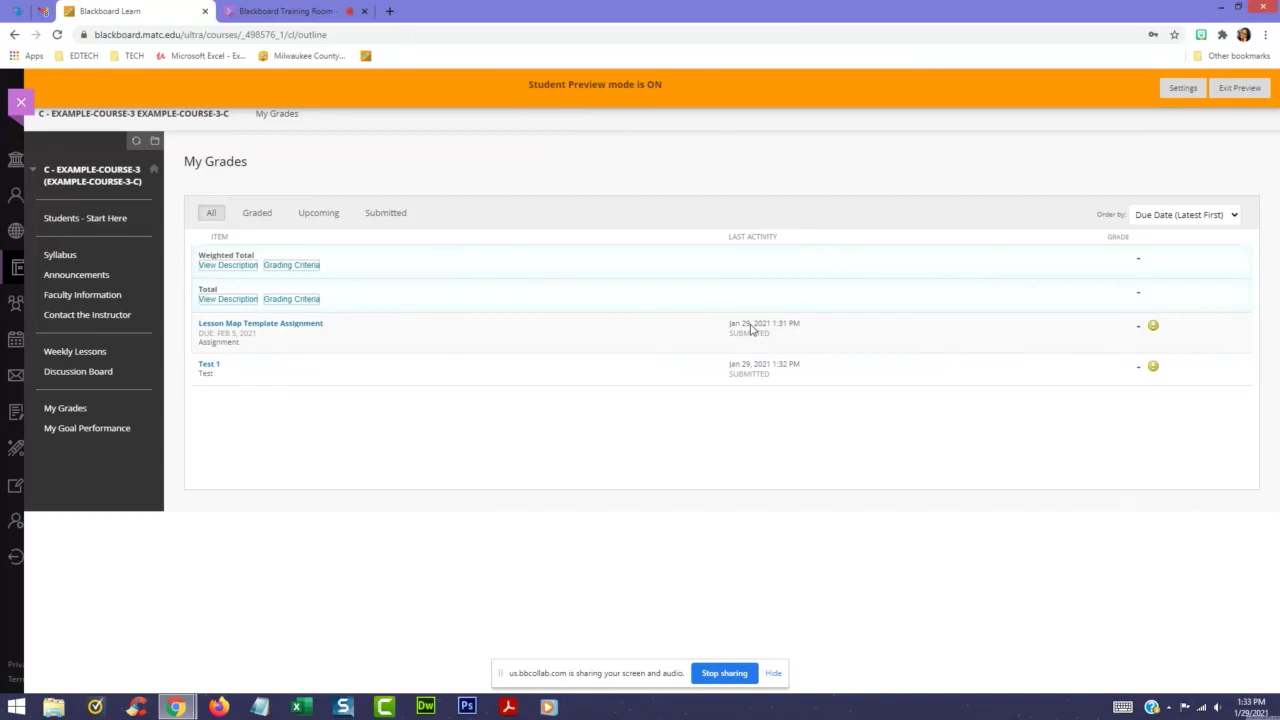 Blackboard Learn
Blackboard Training Room -
blackboard.matc.edu/ultra/courses/_498576_1/cl/outline
Apps
EDTECH
TECH
Microsoft Excel - Ex...
Milwaukee County...
Other bookmarks
Student Preview mode is ON
Settings
Exit Preview
C - EXAMPLE-COURSE-3 EXAMPLE-COURSE-3-C
My Grades
C - EXAMPLE-COURSE-3
(EXAMPLE-COURSE-3-C)
Students - Start Here
Syllabus
Announcements
Faculty Information
Contact the Instructor
Weekly Lessons
Discussion Board
My Grades
My Goal Performance
My Grades
All
Graded
Upcoming
Submitted
Order by:
Due Date (Latest First)
ITEM
LAST ACTIVITY
GRADE
Weighted Total
View Description
Grading Criteria
-
Total
View Description
Grading Criteria
-
Lesson Map Template Assignment
DUE: FEB 5, 2021
Assignment
Jan 29, 2021 1:31 PM
SUBMITTED
-
Test 1
Test
Jan 29, 2021 1:32 PM
SUBMITTED
-
us.bbcollab.com is sharing your screen and audio.
Stop sharing
Hide
1:33 PM
1/29/2021